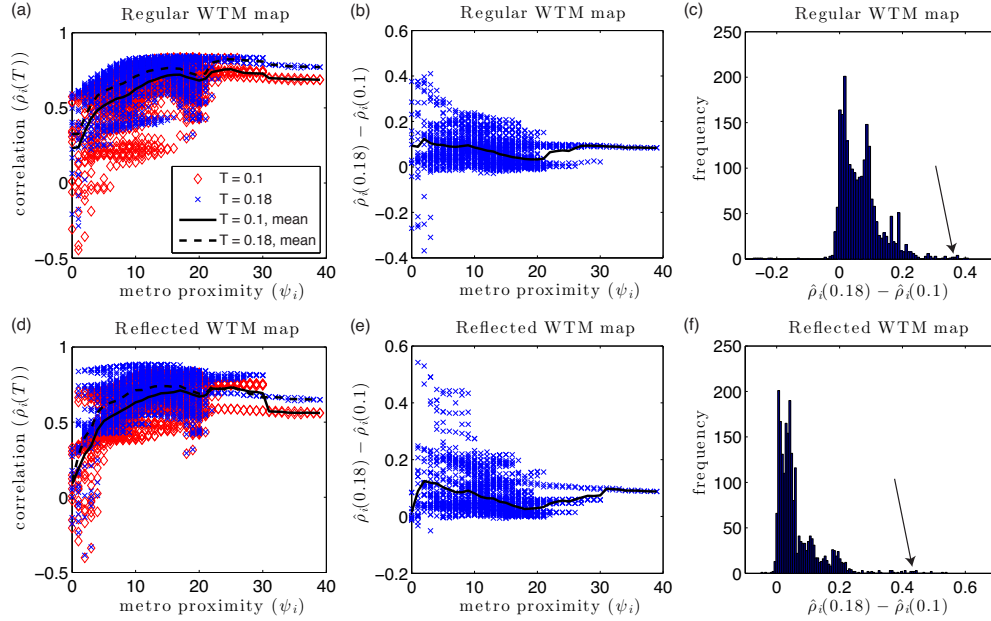 (a)
Regular WTM map
correlation (ρ̂ᵢ(T))
1
0.5
0
−0.5
0 10 20 30 40
metro proximity (ψᵢ)
T = 0.1
T = 0.18
T = 0.1, mean
T = 0.18, mean
(b)
Regular WTM map
ρ̂ᵢ(0.18) − ρ̂ᵢ(0.1)
0.6
0.4
0.2
0
−0.2
0.4
0 10 20 30 40
metro proximity (ψᵢ)
(c)
Regular WTM map
frequency
250
200
150
100
50
0
−0.2 0 0.2 0.4
ρ̂ᵢ(0.18) − ρ̂ᵢ(0.1)
(d)
Reflected WTM map
correlation (ρ̂ᵢ(T))
1
0.5
0
−0.5
0 10 20 30 40
metro proximity (ψᵢ)
(e)
Reflected WTM map
ρ̂ᵢ(0.18) − ρ̂ᵢ(0.1)
0.6
0.4
0.2
0
−0.2
0 10 20 30 40
metro proximity (ψᵢ)
(f)
Reflected WTM map
frequency
250
200
150
100
50
0
0 0.2 0.4 0.6
ρ̂ᵢ(0.18) − ρ̂ᵢ(0.1)